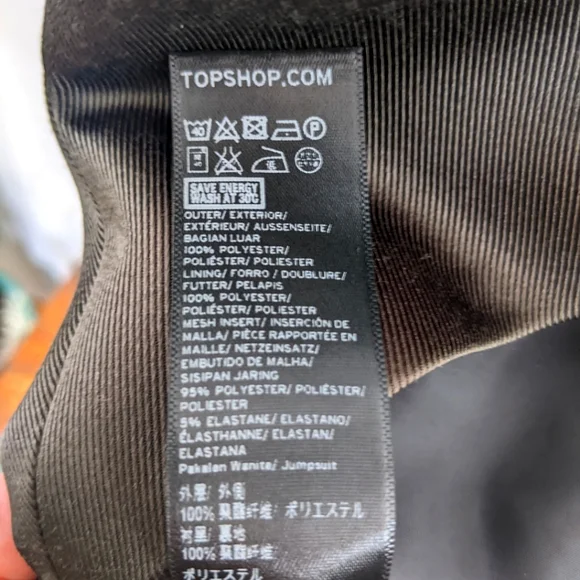 TOPSHOP.COM
40
P
SAVE ENERGY
WASH AT 30°C
OUTER/ EXTERIOR/
EXTÉRIEUR/ AUSSENSEITE/
BAGIAN LUAR
100% POLYESTER/
POLIÉSTER/ POLIESTER
LINING/ FORRO / DOUBLURE/
FUTTER/ PELAPIS
100% POLYESTER/
POLIÉSTER/ POLIESTER
MESH INSERT/ INSERCIÓN DE
MALLA/ PIÈCE RAPPORTÉE EN
MAILLE/ NETZEINSATZ/
EMBUTIDO DE MALHA/
SISIPAN JARING
95% POLYESTER/ POLIÉSTER/
POLIESTER
5% ELASTANE/ ELASTANO/
ÉLASTHANNE/ ELASTAN/
ELASTANA
Pakaian Wanita/ Jumpsuit
外层/ 外側
100% 聚酯纤维/ ポリエステル
衬里/ 裏地
100% 聚酯纤维/
ポリエステル